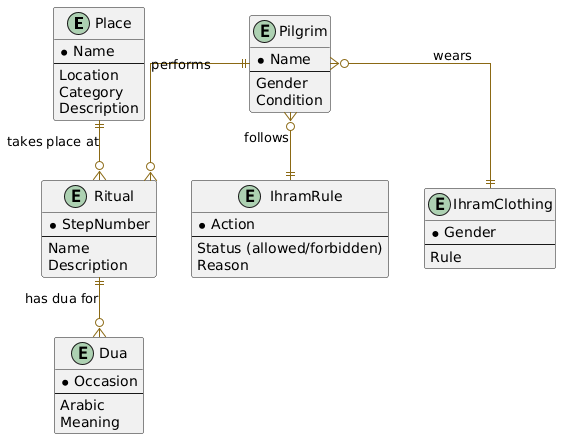 E Place
* Name
Location
Category
Description
E Pilgrim
* Name
Gender
Condition
performs
wears
takes place at
follows
E Ritual
* StepNumber
Name
Description
E IhramRule
* Action
Status (allowed/forbidden)
Reason
E IhramClothing
* Gender
Rule
has dua for
E Dua
* Occasion
Arabic
Meaning